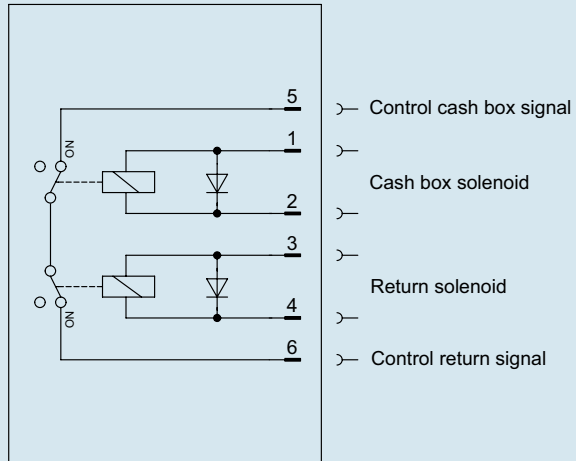 5
Control cash box signal
NO
1
Cash box solenoid
2
3
Return solenoid
4
NO
6
Control return signal